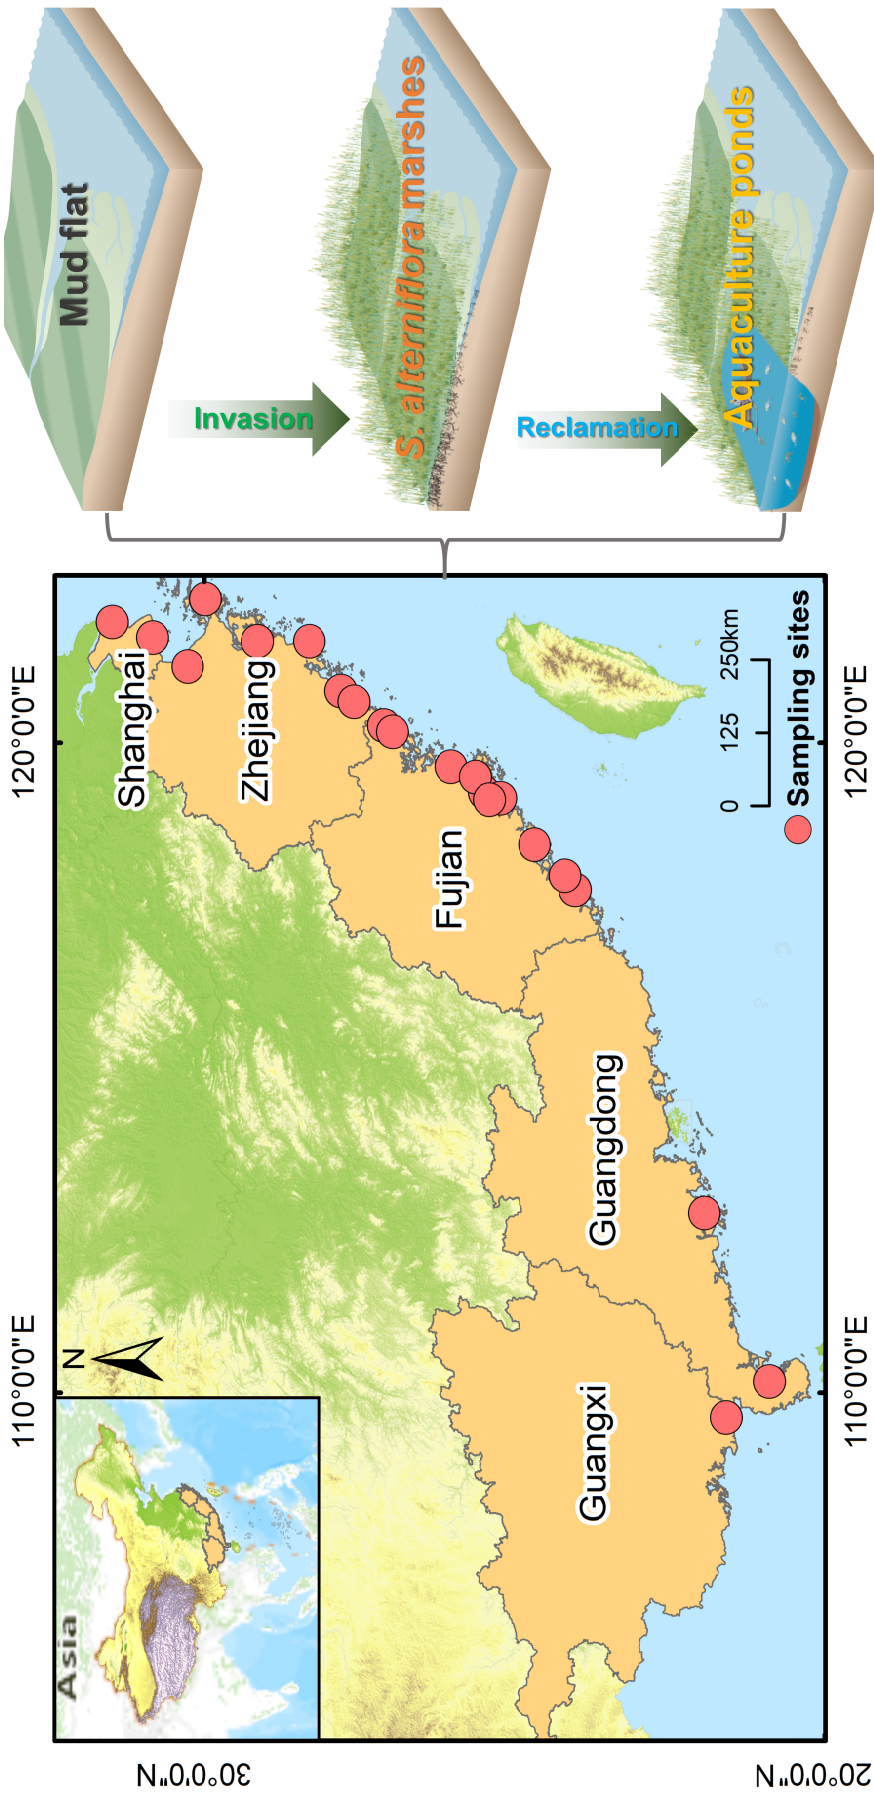 Asia
N
110°0'0"E
120°0'0"E
30°0'0"N
20°0'0"N
Shanghai
Zhejiang
Fujian
Guangdong
Guangxi
0 125 250km
Sampling sites
110°0'0"E
120°0'0"E
Mud flat
Invasion
S. alterniflora marshes
Reclamation
Aquaculture ponds